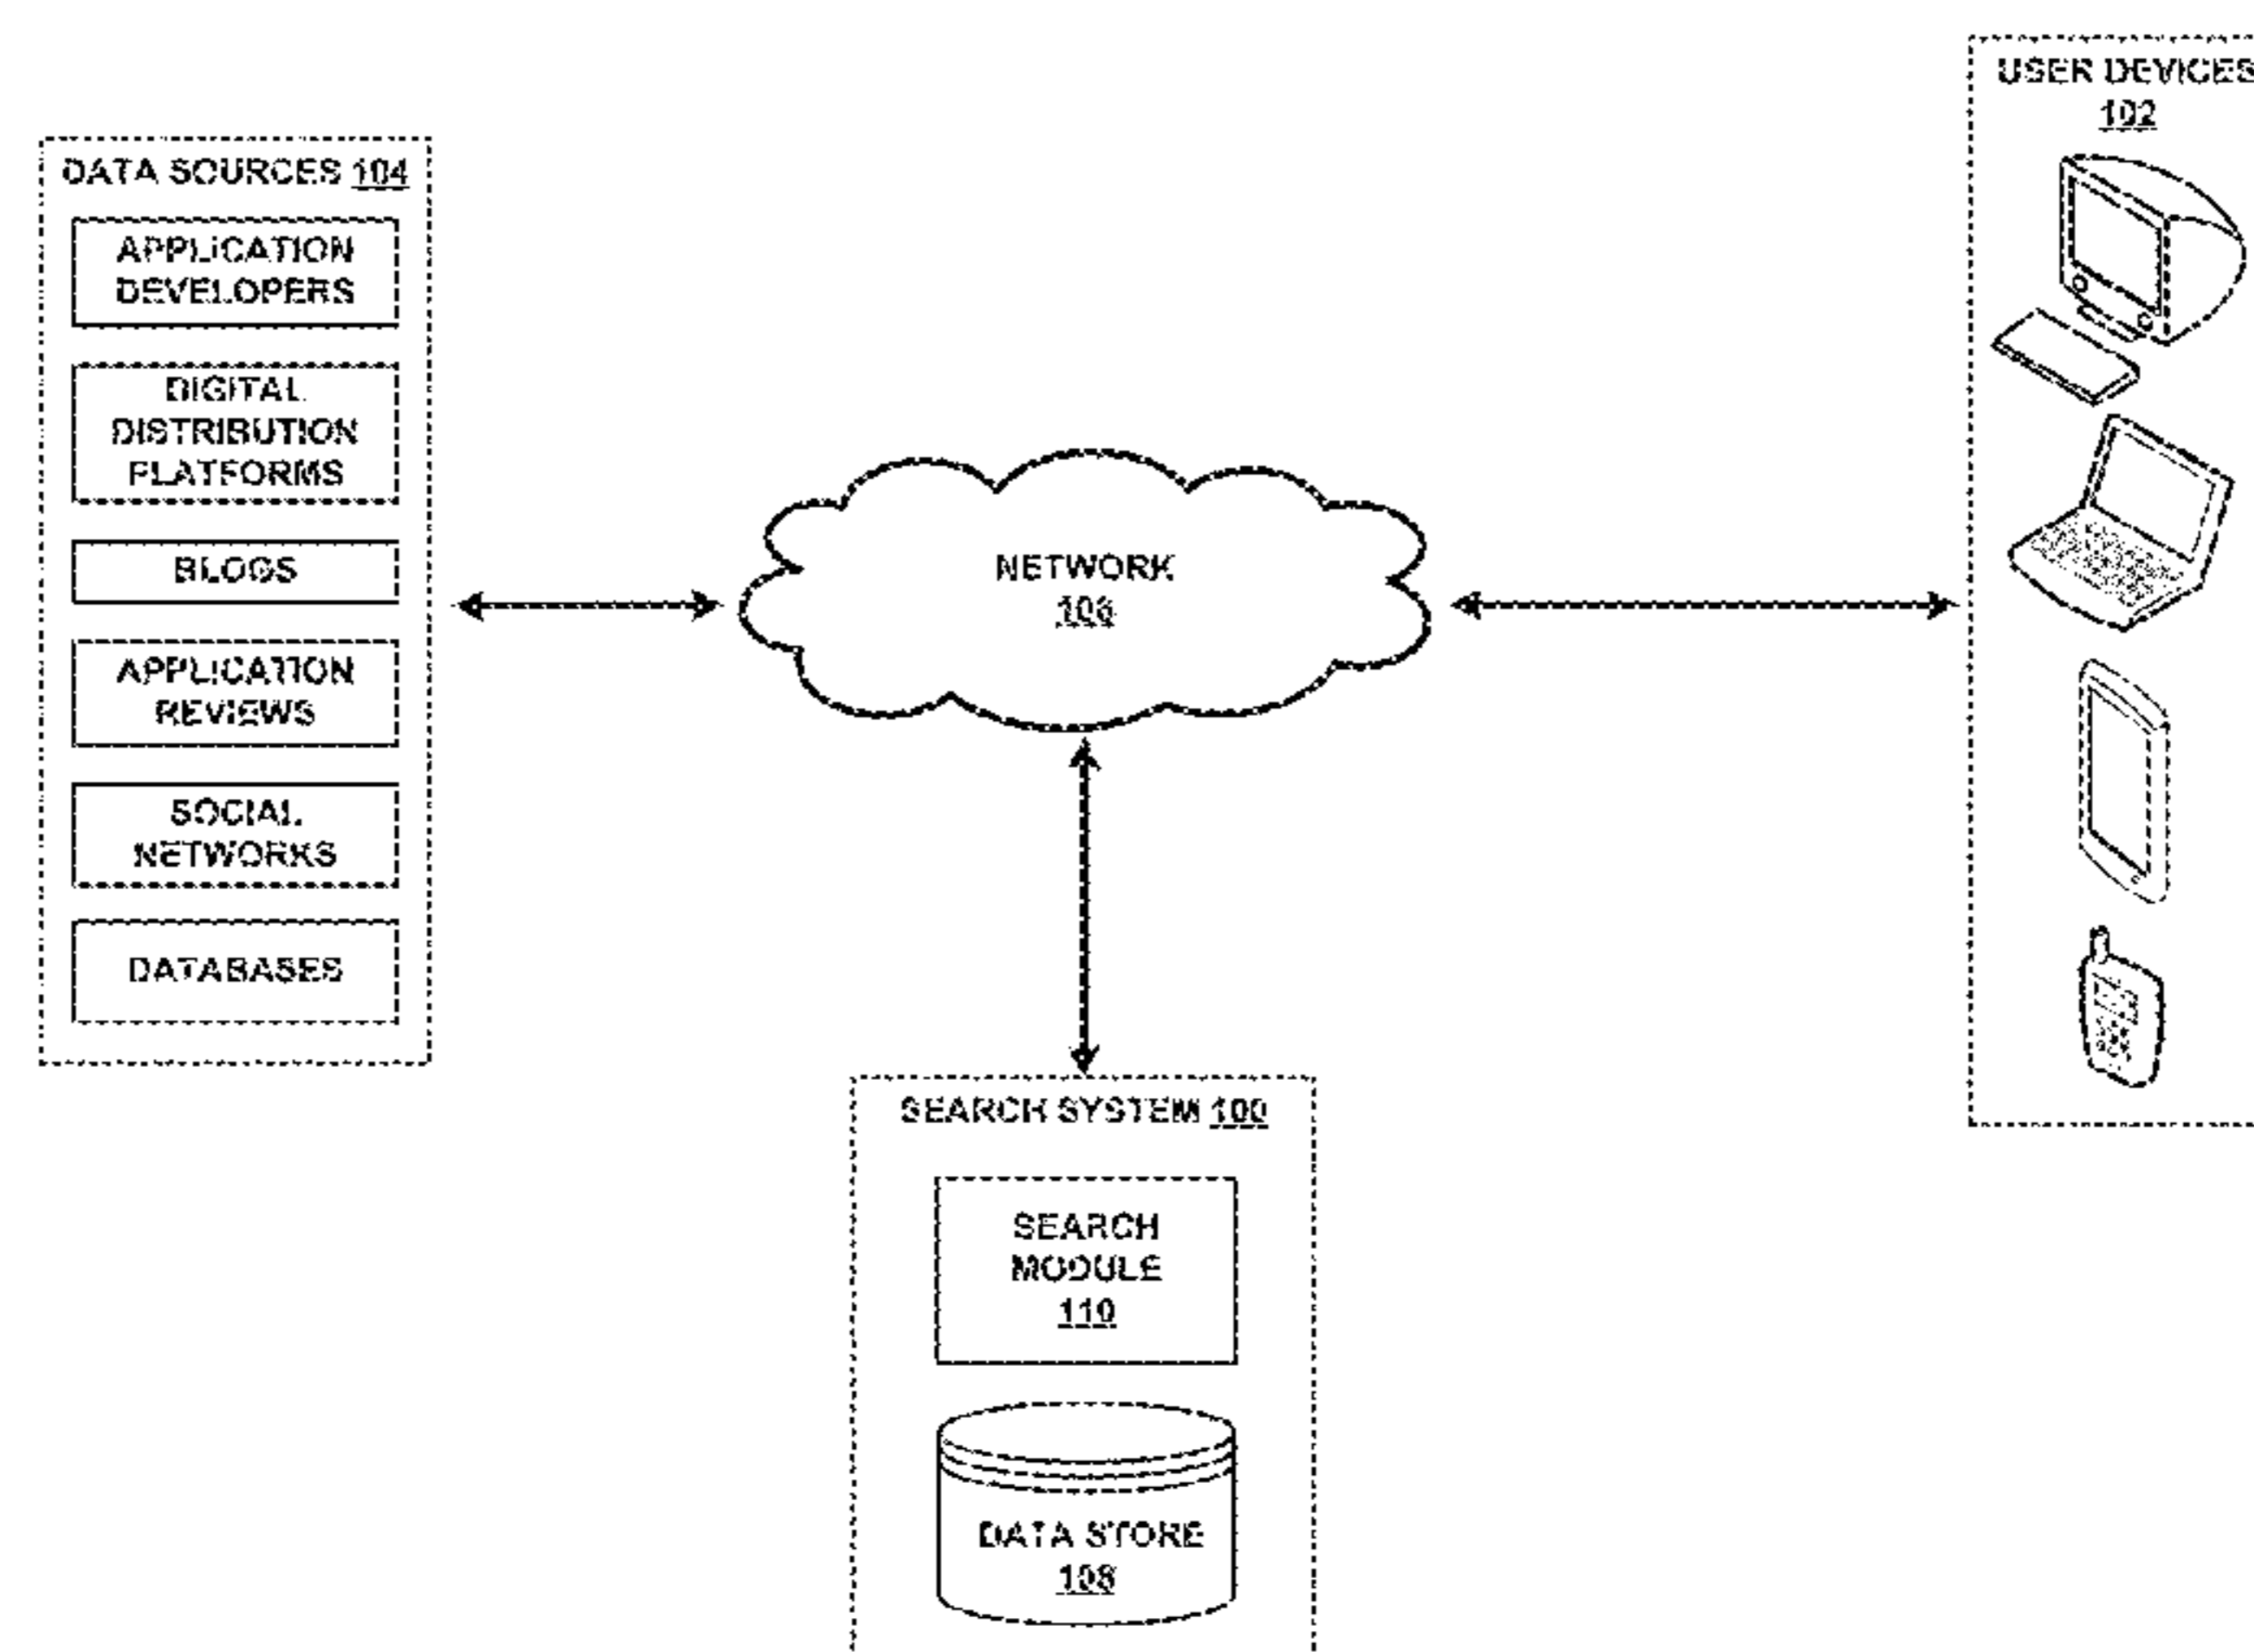 USER DEVICES
102
DATA SOURCES 104
APPLICATION
DEVELOPERS
DIGITAL
DISTRIBUTION
PLATFORMS
BLOGS
APPLICATION
REVIEWS
SOCIAL
NETWORKS
DATABASES
NETWORK
106
SEARCH SYSTEM 100
SEARCH
MODULE
110
DATA STORE
108